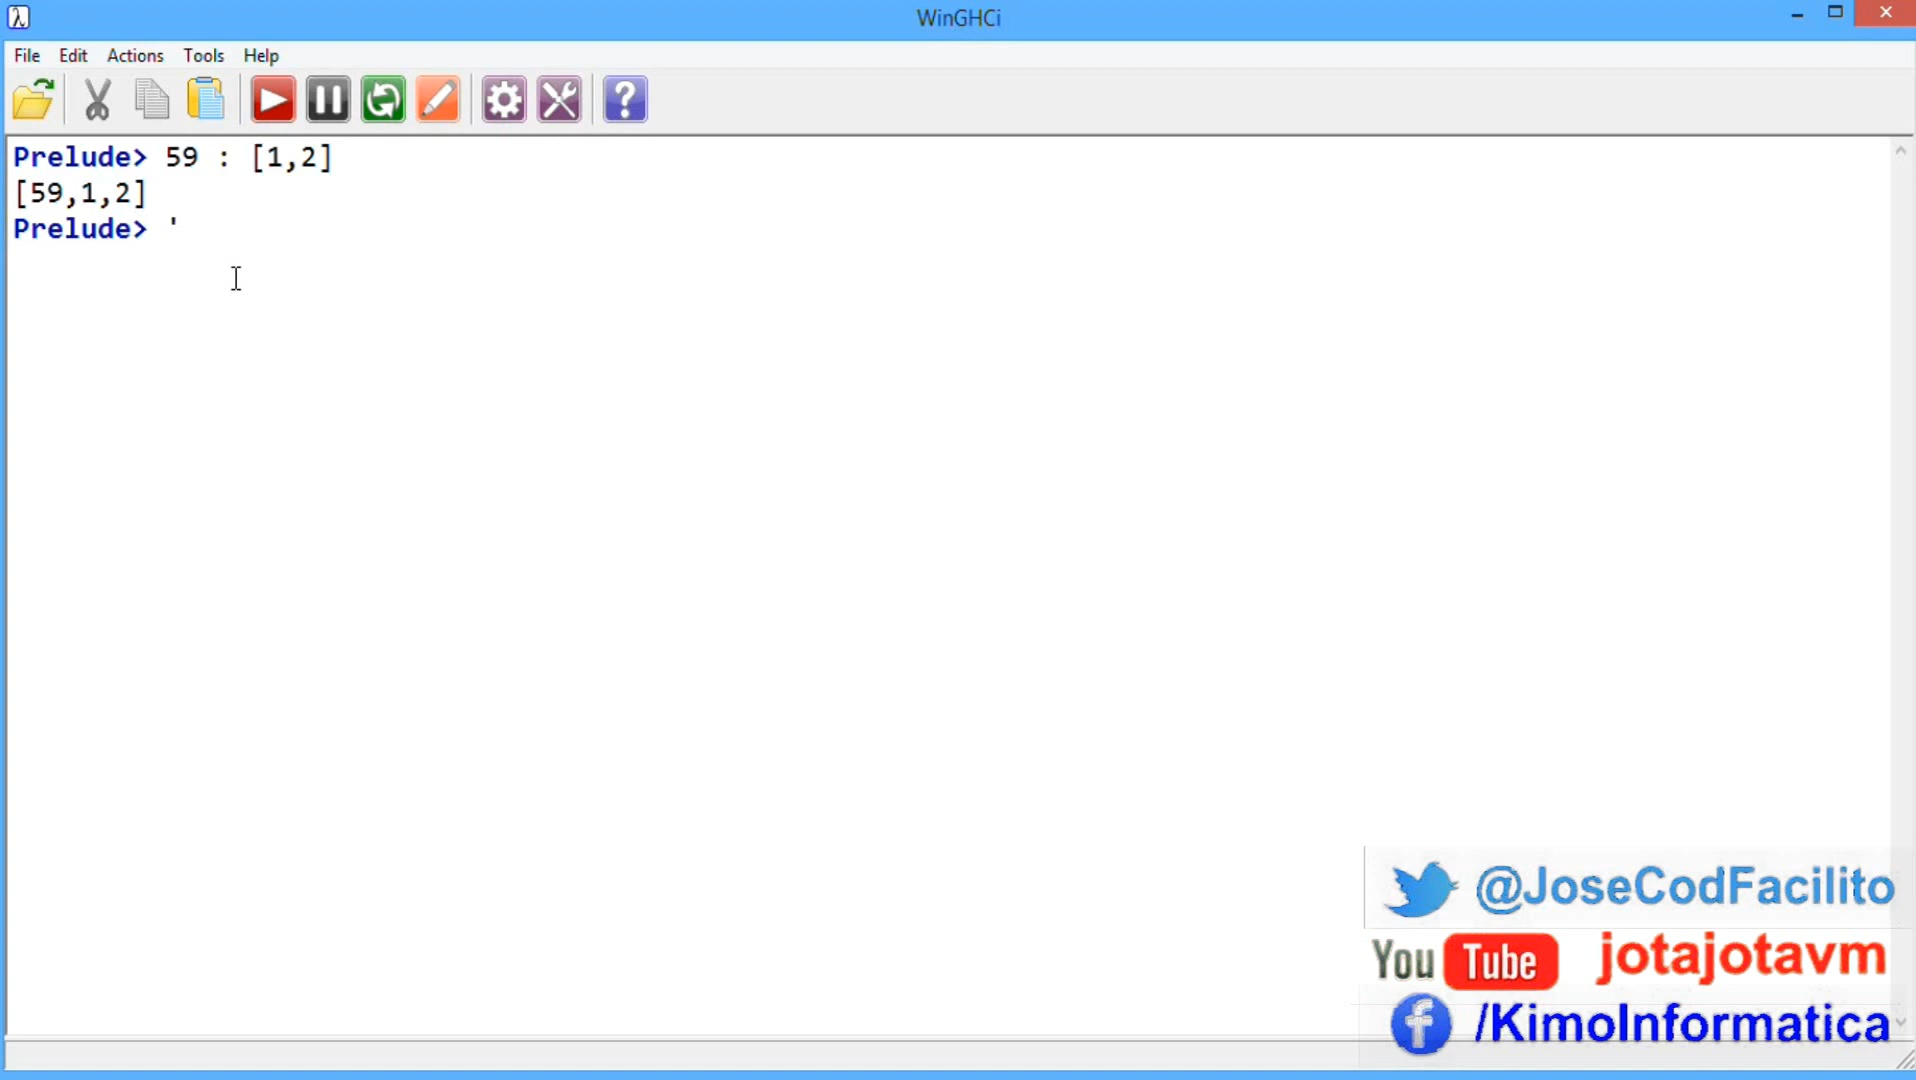 WinGHCi
File Edit Actions Tools Help
Prelude> 59 : [1,2]
[59,1,2]
Prelude> '
@JoseCodFacilito
You Tube jotajotavm
/KimoInformatica